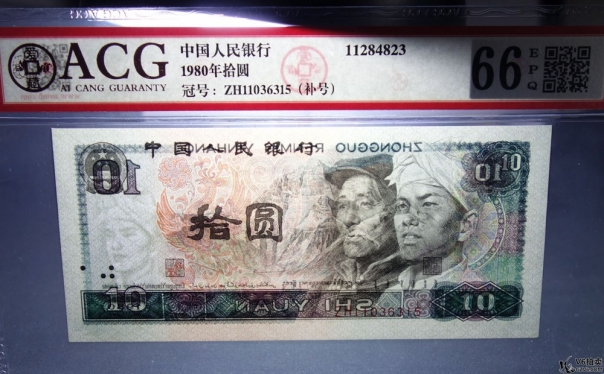 ACG
AI CANG GUARANTY
中国人民银行
1980年拾圆
冠号：ZH11036315（补号）
11284823
66
EPQ
中国人民银行
ZHONGGUO RENMIN YINHANG
10
10
拾圆
10
SHI YUAN
10
ZH11036315